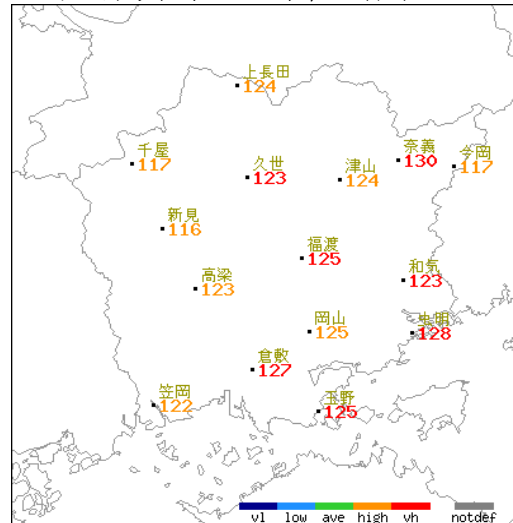 上長田
124
千屋
117
久世
123
津山
124
奈義
130
今岡
117
新見
116
福渡
125
和気
123
高梁
123
岡山
125
虫明
128
倉敷
127
笠岡
122
玉野
125
vl low ave high vh notdef